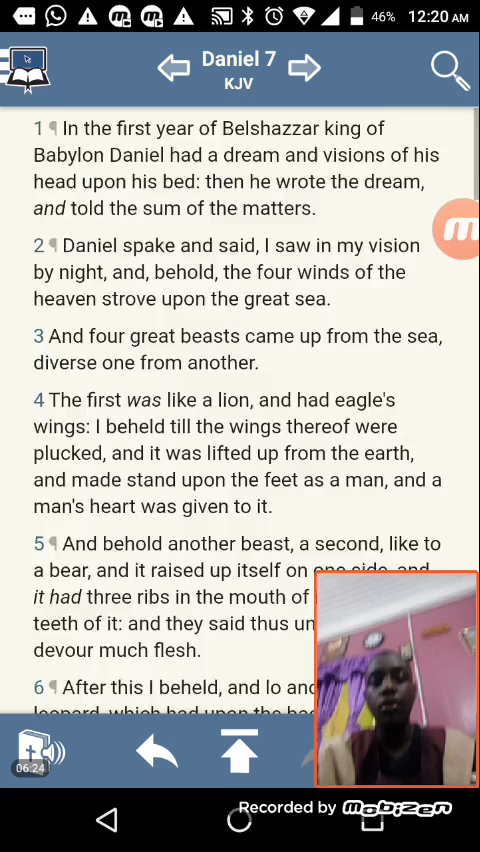 46% 12:20 AM
Daniel 7
KJV
1 ¶ In the first year of Belshazzar king of
Babylon Daniel had a dream and visions of his
head upon his bed: then he wrote the dream,
and told the sum of the matters.
2 ¶ Daniel spake and said, I saw in my vision
by night, and, behold, the four winds of the
heaven strove upon the great sea.
3 And four great beasts came up from the sea,
diverse one from another.
4 The first was like a lion, and had eagle's
wings: I beheld till the wings thereof were
plucked, and it was lifted up from the earth,
and made stand upon the feet as a man, and a
man's heart was given to it.
5 ¶ And behold another beast, a second, like to
a bear, and it raised up itself on one side, and
it had three ribs in the mouth of
teeth of it: and they said thus
devour much flesh.
6 ¶ After this I beheld, and lo
leopard, which had upon the
06:24
Recorded by mobizen